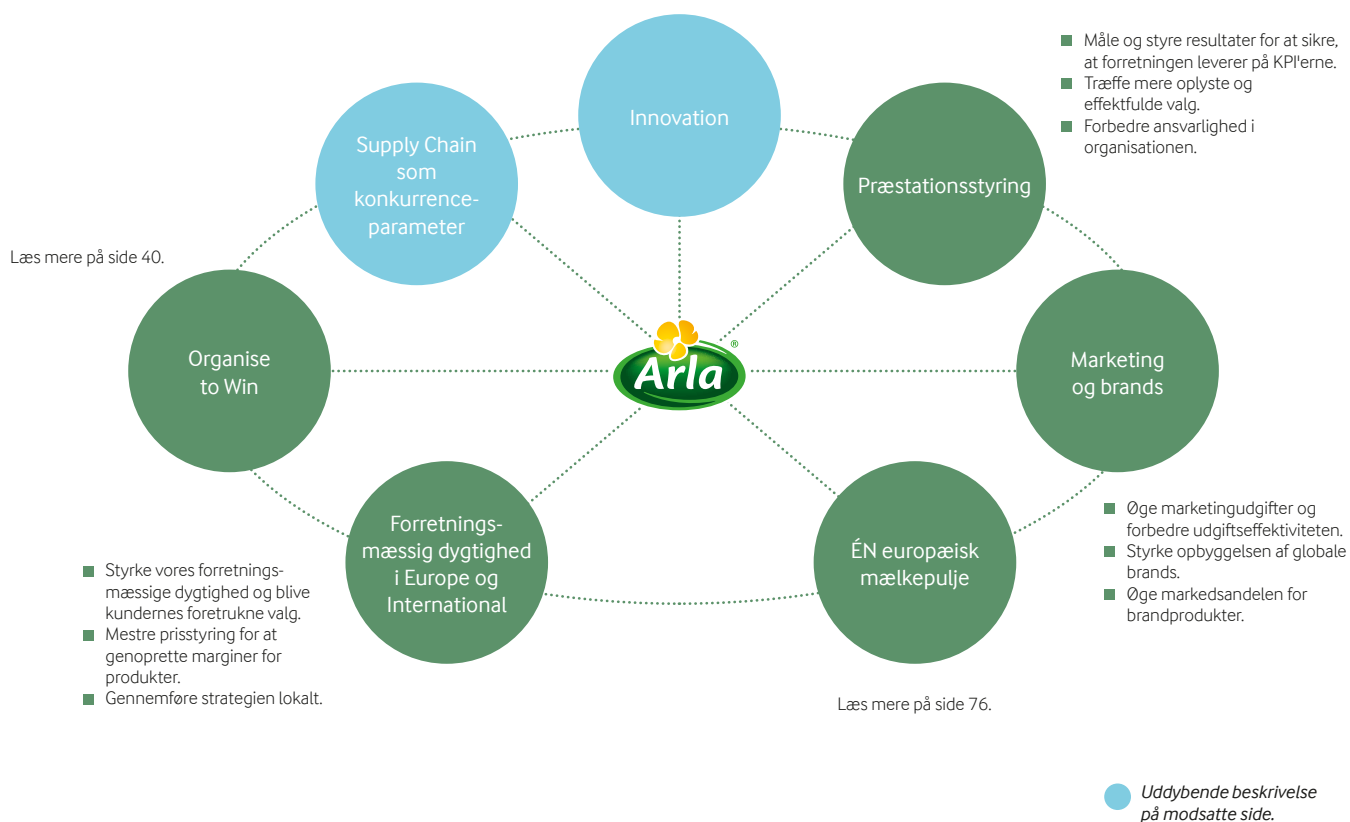 Innovation
Supply Chain
som
konkurrence-
parameter
Præstationsstyring
■ Måle og styre resultater for at sikre,
at forretningen leverer på KPI'erne.
■ Træffe mere oplyste og
effektfulde valg.
■ Forbedre ansvarlighed i
organisationen.
Læs mere på side 40.
Organise
to Win
Arla
®
Marketing
og brands
■ Øge marketingudgifter og
forbedre udgiftseffektiviteten.
■ Styrke opbyggelsen af globale
brands.
■ Øge markedsandelen for
brandprodukter.
Forretnings-
mæssig dygtighed
i Europe og
International
ÉN europæisk
mælkepulje
■ Styrke vores forretnings-
mæssige dygtighed og blive
kundernes foretrukne valg.
■ Mestre prisstyring for at
genoprette marginer for
produkter.
■ Gennemføre strategien lokalt.
Læs mere på side 76.
Uddybende beskrivelse
på modsatte side.